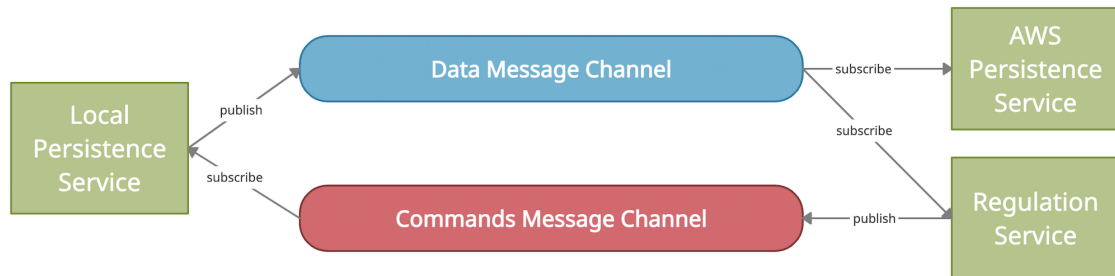 Local
Persistence
Service
publish
subscribe
Data Message Channel
Commands Message Channel
subscribe
subscribe
publish
AWS
Persistence
Service
Regulation
Service